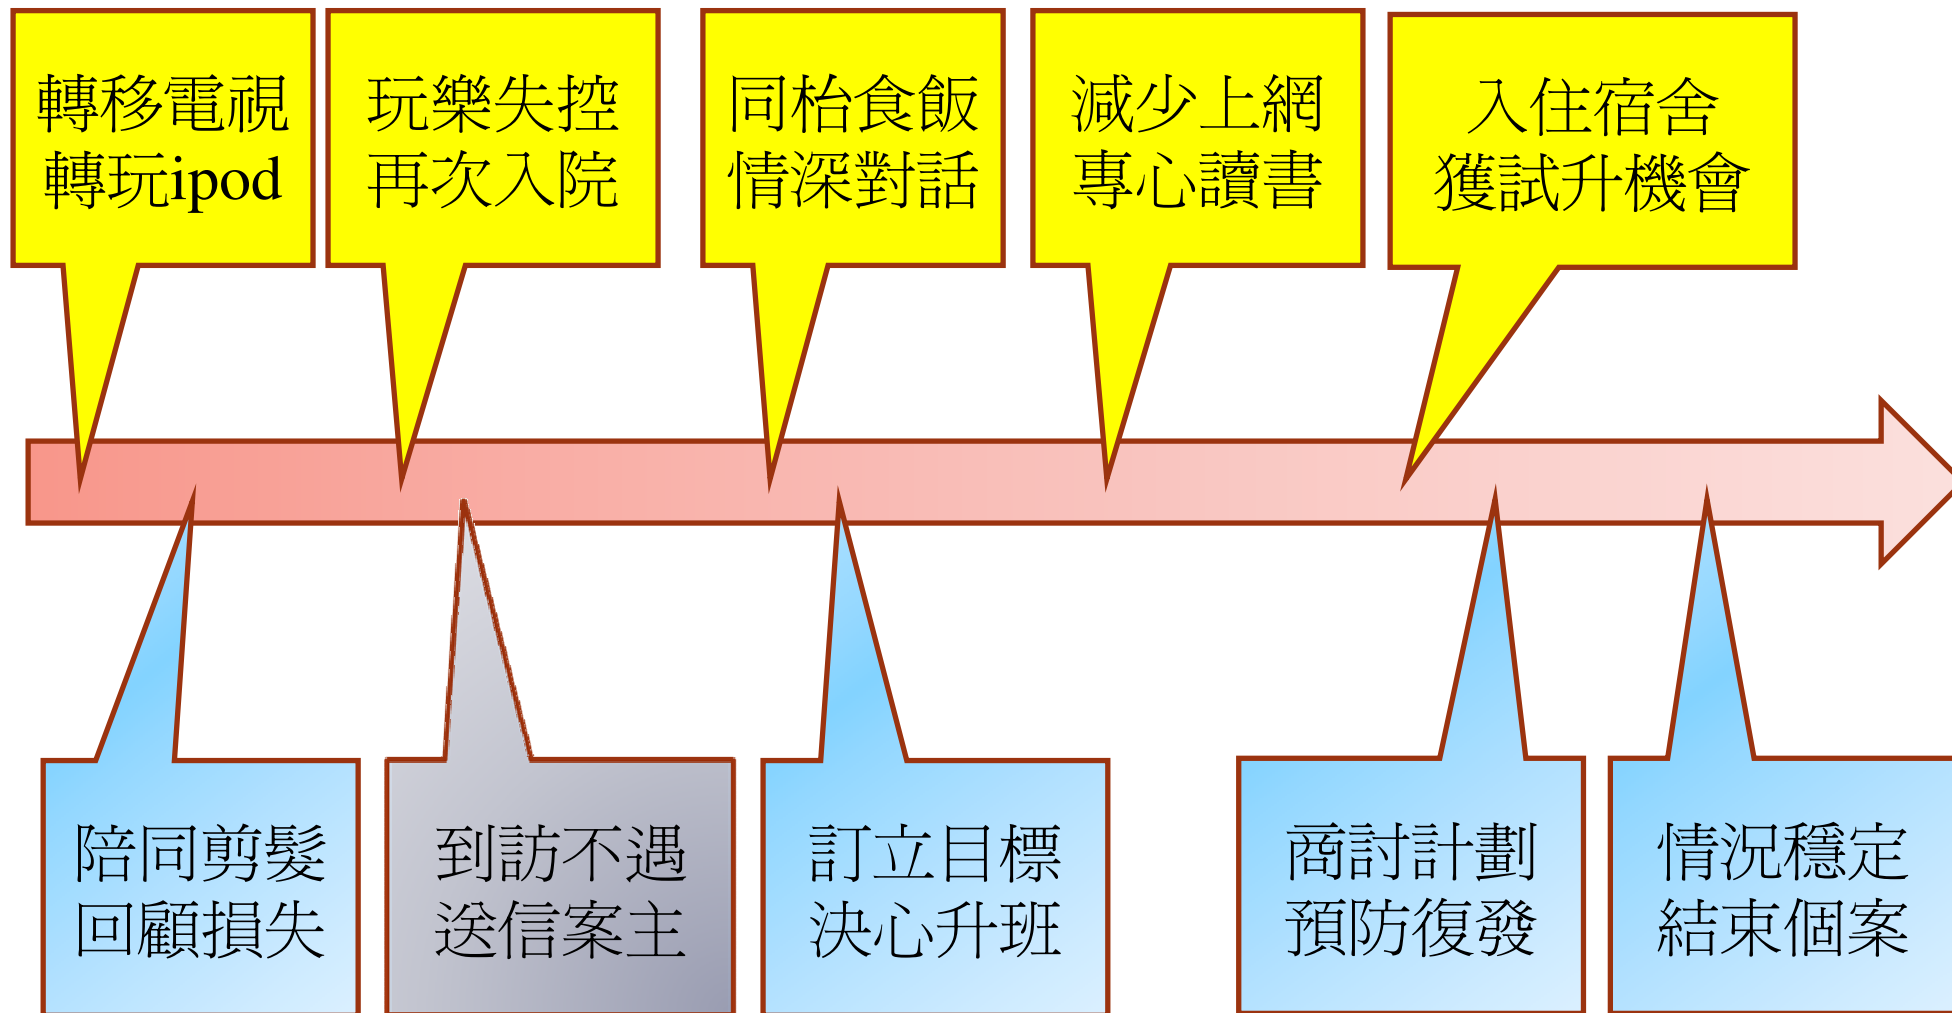 轉移電視
轉玩ipod
玩樂失控
再次入院
同枱食飯
情深對話
減少上網
專心讀書
入住宿舍
獲試升機會
陪同剪髮
回顧損失
到訪不遇
送信案主
訂立目標
決心升班
商討計劃
預防復發
情況穩定
結束個案